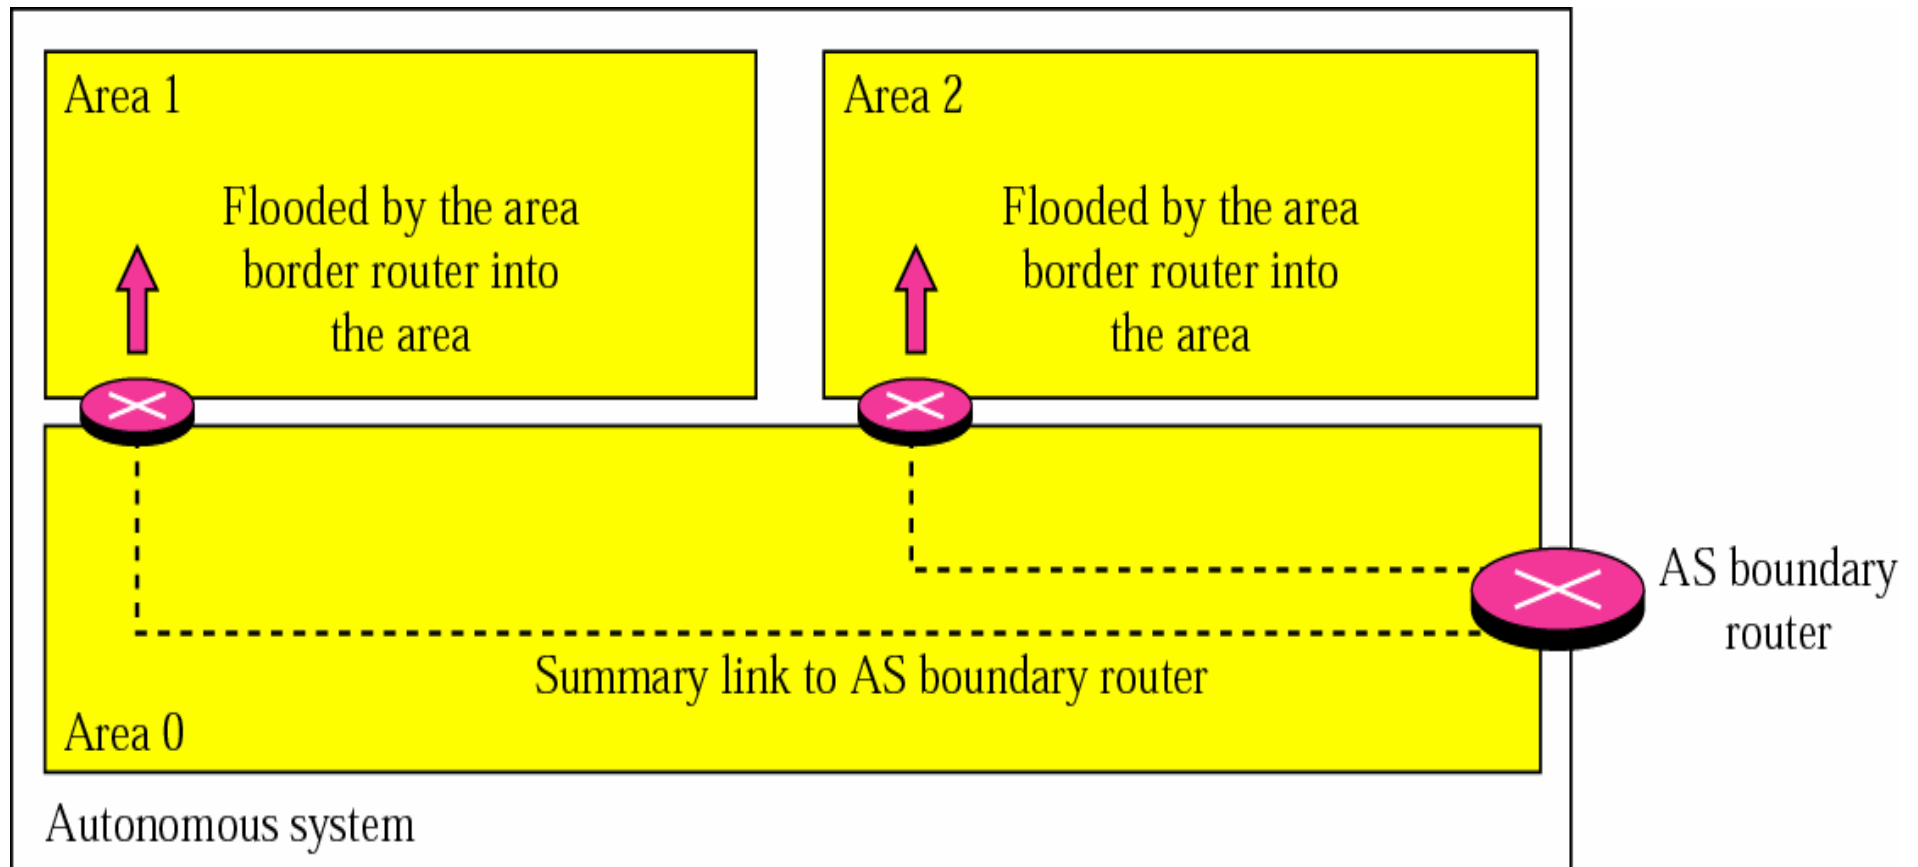 Area 1
Flooded by the area
border router into
the area
Area 2
Flooded by the area
border router into
the area
AS boundary
router
Summary link to AS boundary router
Area 0
Autonomous system